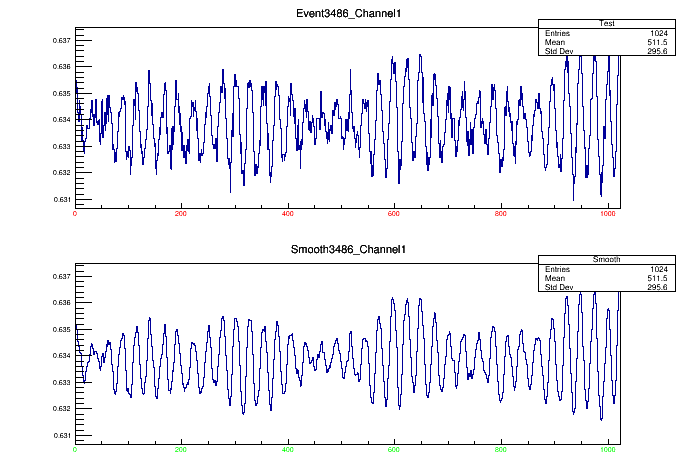 Event3486_Channel1
Test
Entries 1024
Mean 511.5
Std Dev 295.6
0.637
0.636
0.635
0.634
0.633
0.632
0.631
0 200 400 600 800 1000
Smooth3486_Channel1
Smooth
Entries 1024
Mean 511.5
Std Dev 295.6
0.637
0.636
0.635
0.634
0.633
0.632
0.631
0 200 400 600 800 1000